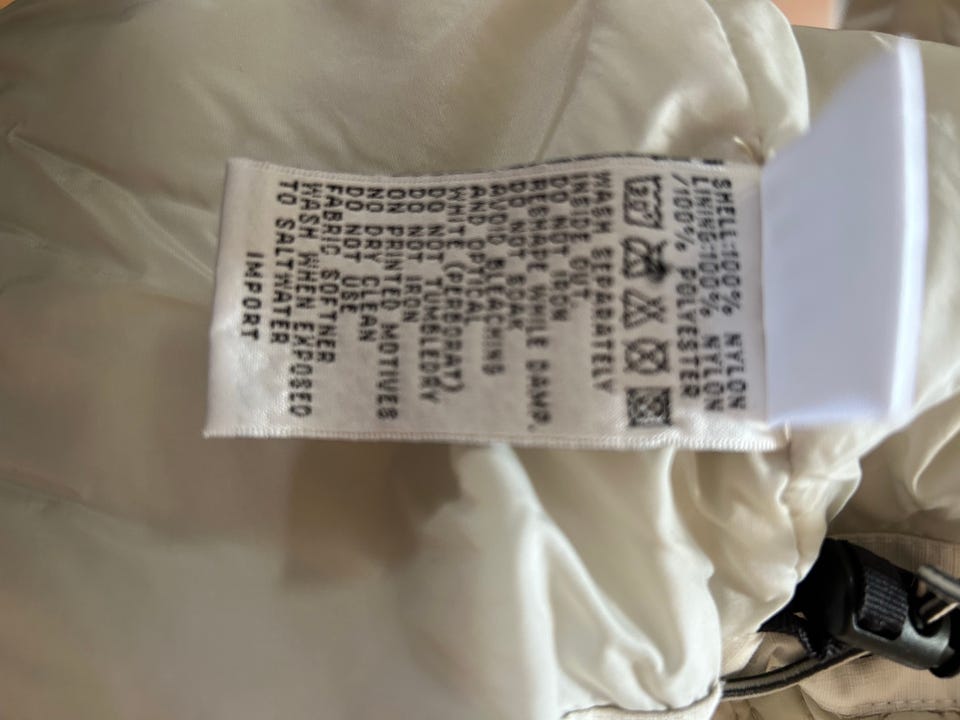 SHELL:100% NYLON
LINING:100% NYLON
/100% POLYESTER
WASH SEPARATELY
INSIDE OUT
DO NOT IRON
RESHAPE WHILE DAMP.
DO NOT SOAK
AVOID BLEACHING
AND OPTICAL
WHITE (PERBORAT)
DO NOT TUMBLEDRY
DO NOT IRON
ON PRINTED MOTIVES
NO DRY CLEAN
DO NOT USE
FABRIC SOFTNER
WASH WHEN EXPOSED
TO SALTWATER
IMPORT